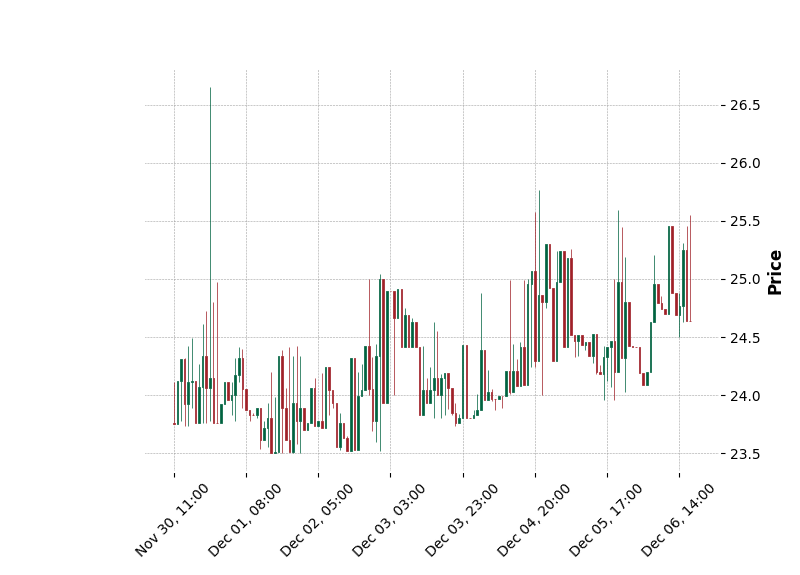 26.5
26.0
25.5
25.0
24.5
24.0
23.5
Price
Nov 30, 11:00
Dec 01, 08:00
Dec 02, 05:00
Dec 03, 03:00
Dec 03, 23:00
Dec 04, 20:00
Dec 05, 17:00
Dec 06, 14:00